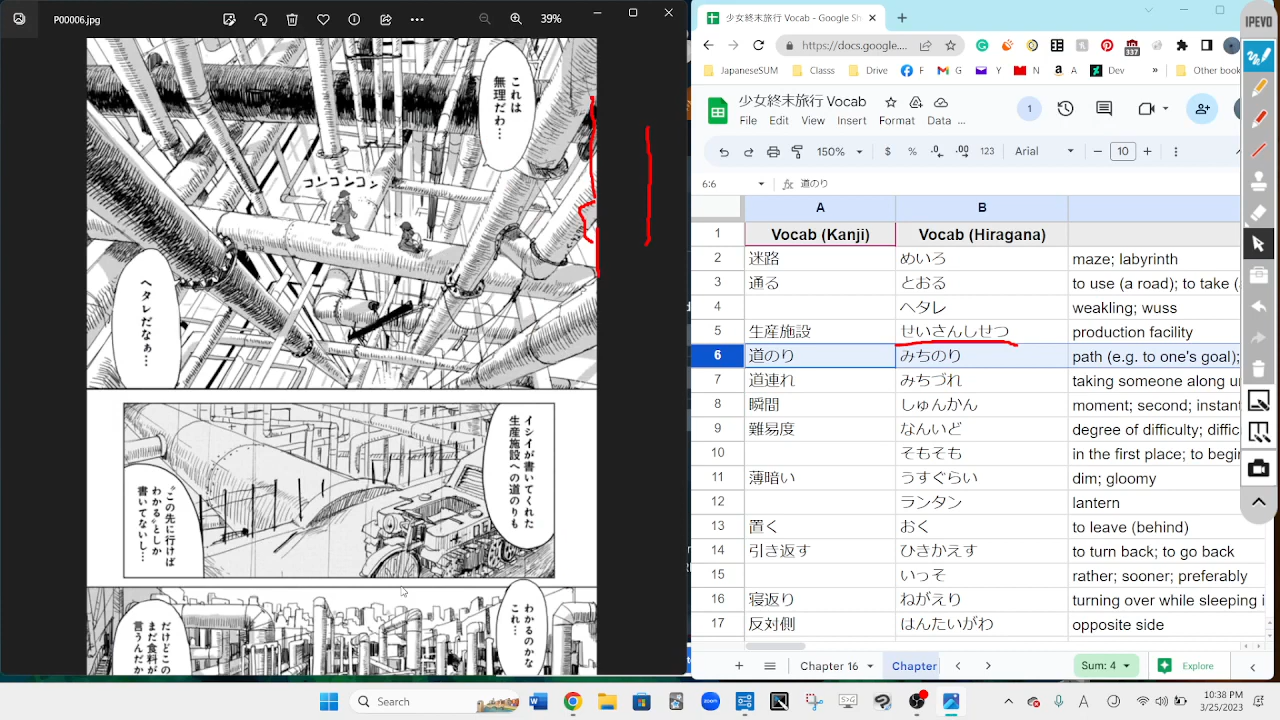 P00006.jpg
39%
これは
無理だわ…
コンコンコン
ヘタレだなぁ…
イシイが書いてくれた
生産施設への道のりも
“この先に行けば
わかる”としか
書いてないし…
わかるのかな
これ…
だけどこの
まだ食料が
言うんだか
少女終末旅行 Vocab - Google Sh
https://docs.google....
JapaneseSUM
Class
Drive
F
G
N
A
Dev
»
Other book
少女終末旅行 Vocab
File Edit View Insert Format Data ...
150%
$ % .0 .00 123
Arial
10
6:6
fx 道のり
A B
1 Vocab (Kanji) Vocab (Hiragana)
2 迷路 めいろ maze; labyrinth
3 通る とおる to use (a road); to take (
4 ヘタレ weakling; wuss
5 生産施設 せいさんしせつ production facility
6 道のり みちのり path (e.g. to one's goal);
7 道連れ みちづれ taking someone along
8 瞬間 しゅんかん moment; second; instant
9 難易度 なんいど degree of difficulty; diffic
10 そもそも in the first place; to begin
11 薄暗い うすぐらい dim; gloomy
12 ランタン lantern
13 置く おく to leave (behind)
14 引き返す ひきかえす to turn back; to go back
15 いっそ rather; sooner; preferably
16 寝返り ねがえり turning over while sleeping
17 反対側 はんたいがわ opposite side
Chapter 16
Chapter
Sum: 4
Explore
IPEVO
Search
zoom
10:38 PM